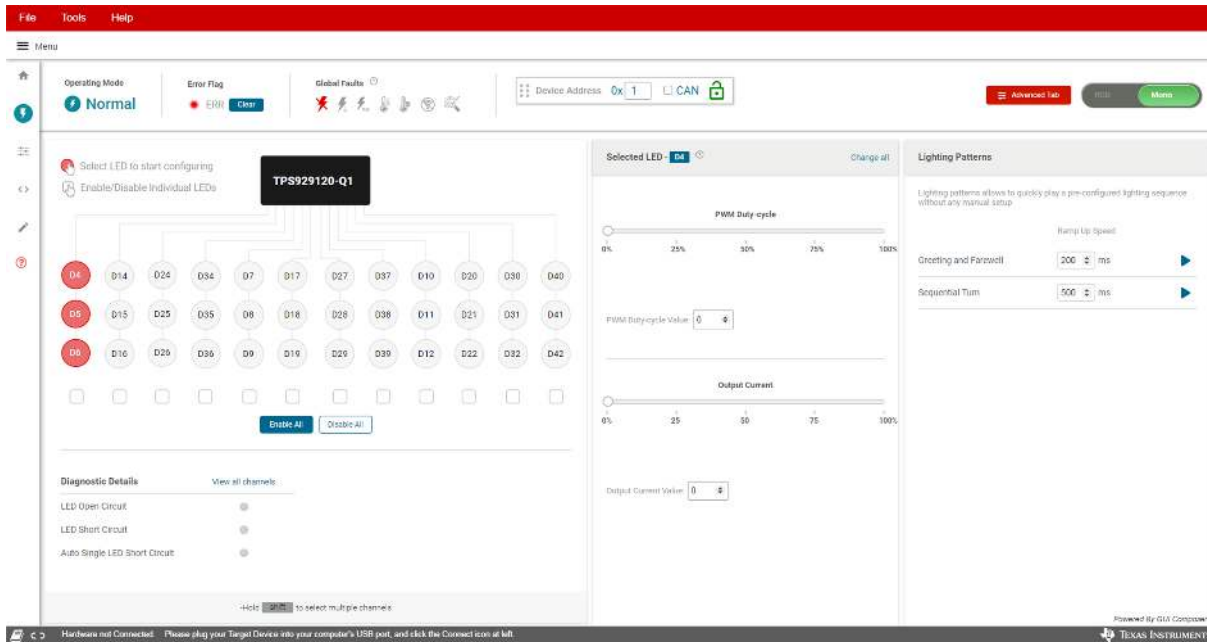 File Tools Help
Menu
Operating Mode Error Flag Global Faults Device Address 0x 1 CAN
Normal ERR Clear Advanced Tab Mono
Select LED to start configuring
Enable/Disable Individual LEDs
TPS929120-Q1
D4 D14 D24 D34 D7 D17 D27 D37 D10 D20 D30 D40
D5 D15 D25 D35 D8 D18 D28 D38 D11 D21 D31 D41
D6 D16 D26 D36 D9 D19 D29 D39 D12 D22 D32 D42
Enable All Disable All
Diagnostic Details View all channels
LED Open Circuit
LED Short Circuit
Auto Single LED Short Circuit
-Hold Shift to select multiple channels
Selected LED - D4 Change all
PWM Duty-cycle
0% 25% 50% 75% 100%
PWM Duty-cycle Value 0
Output Current
0% 25 50 75 100%
Output Current Value 0
Lighting Patterns
Lighting patterns allows to quickly play a pre-configured lighting sequence
without any manual setup
Ramp Up Speed
Greeting and Farewell 200 ms
Sequential Turn 500 ms
Powered By GUI Composer
Hardware not Connected. Please plug your Target Device into your computer's USB port, and click the Connect icon at left.
TEXAS INSTRUMENTS